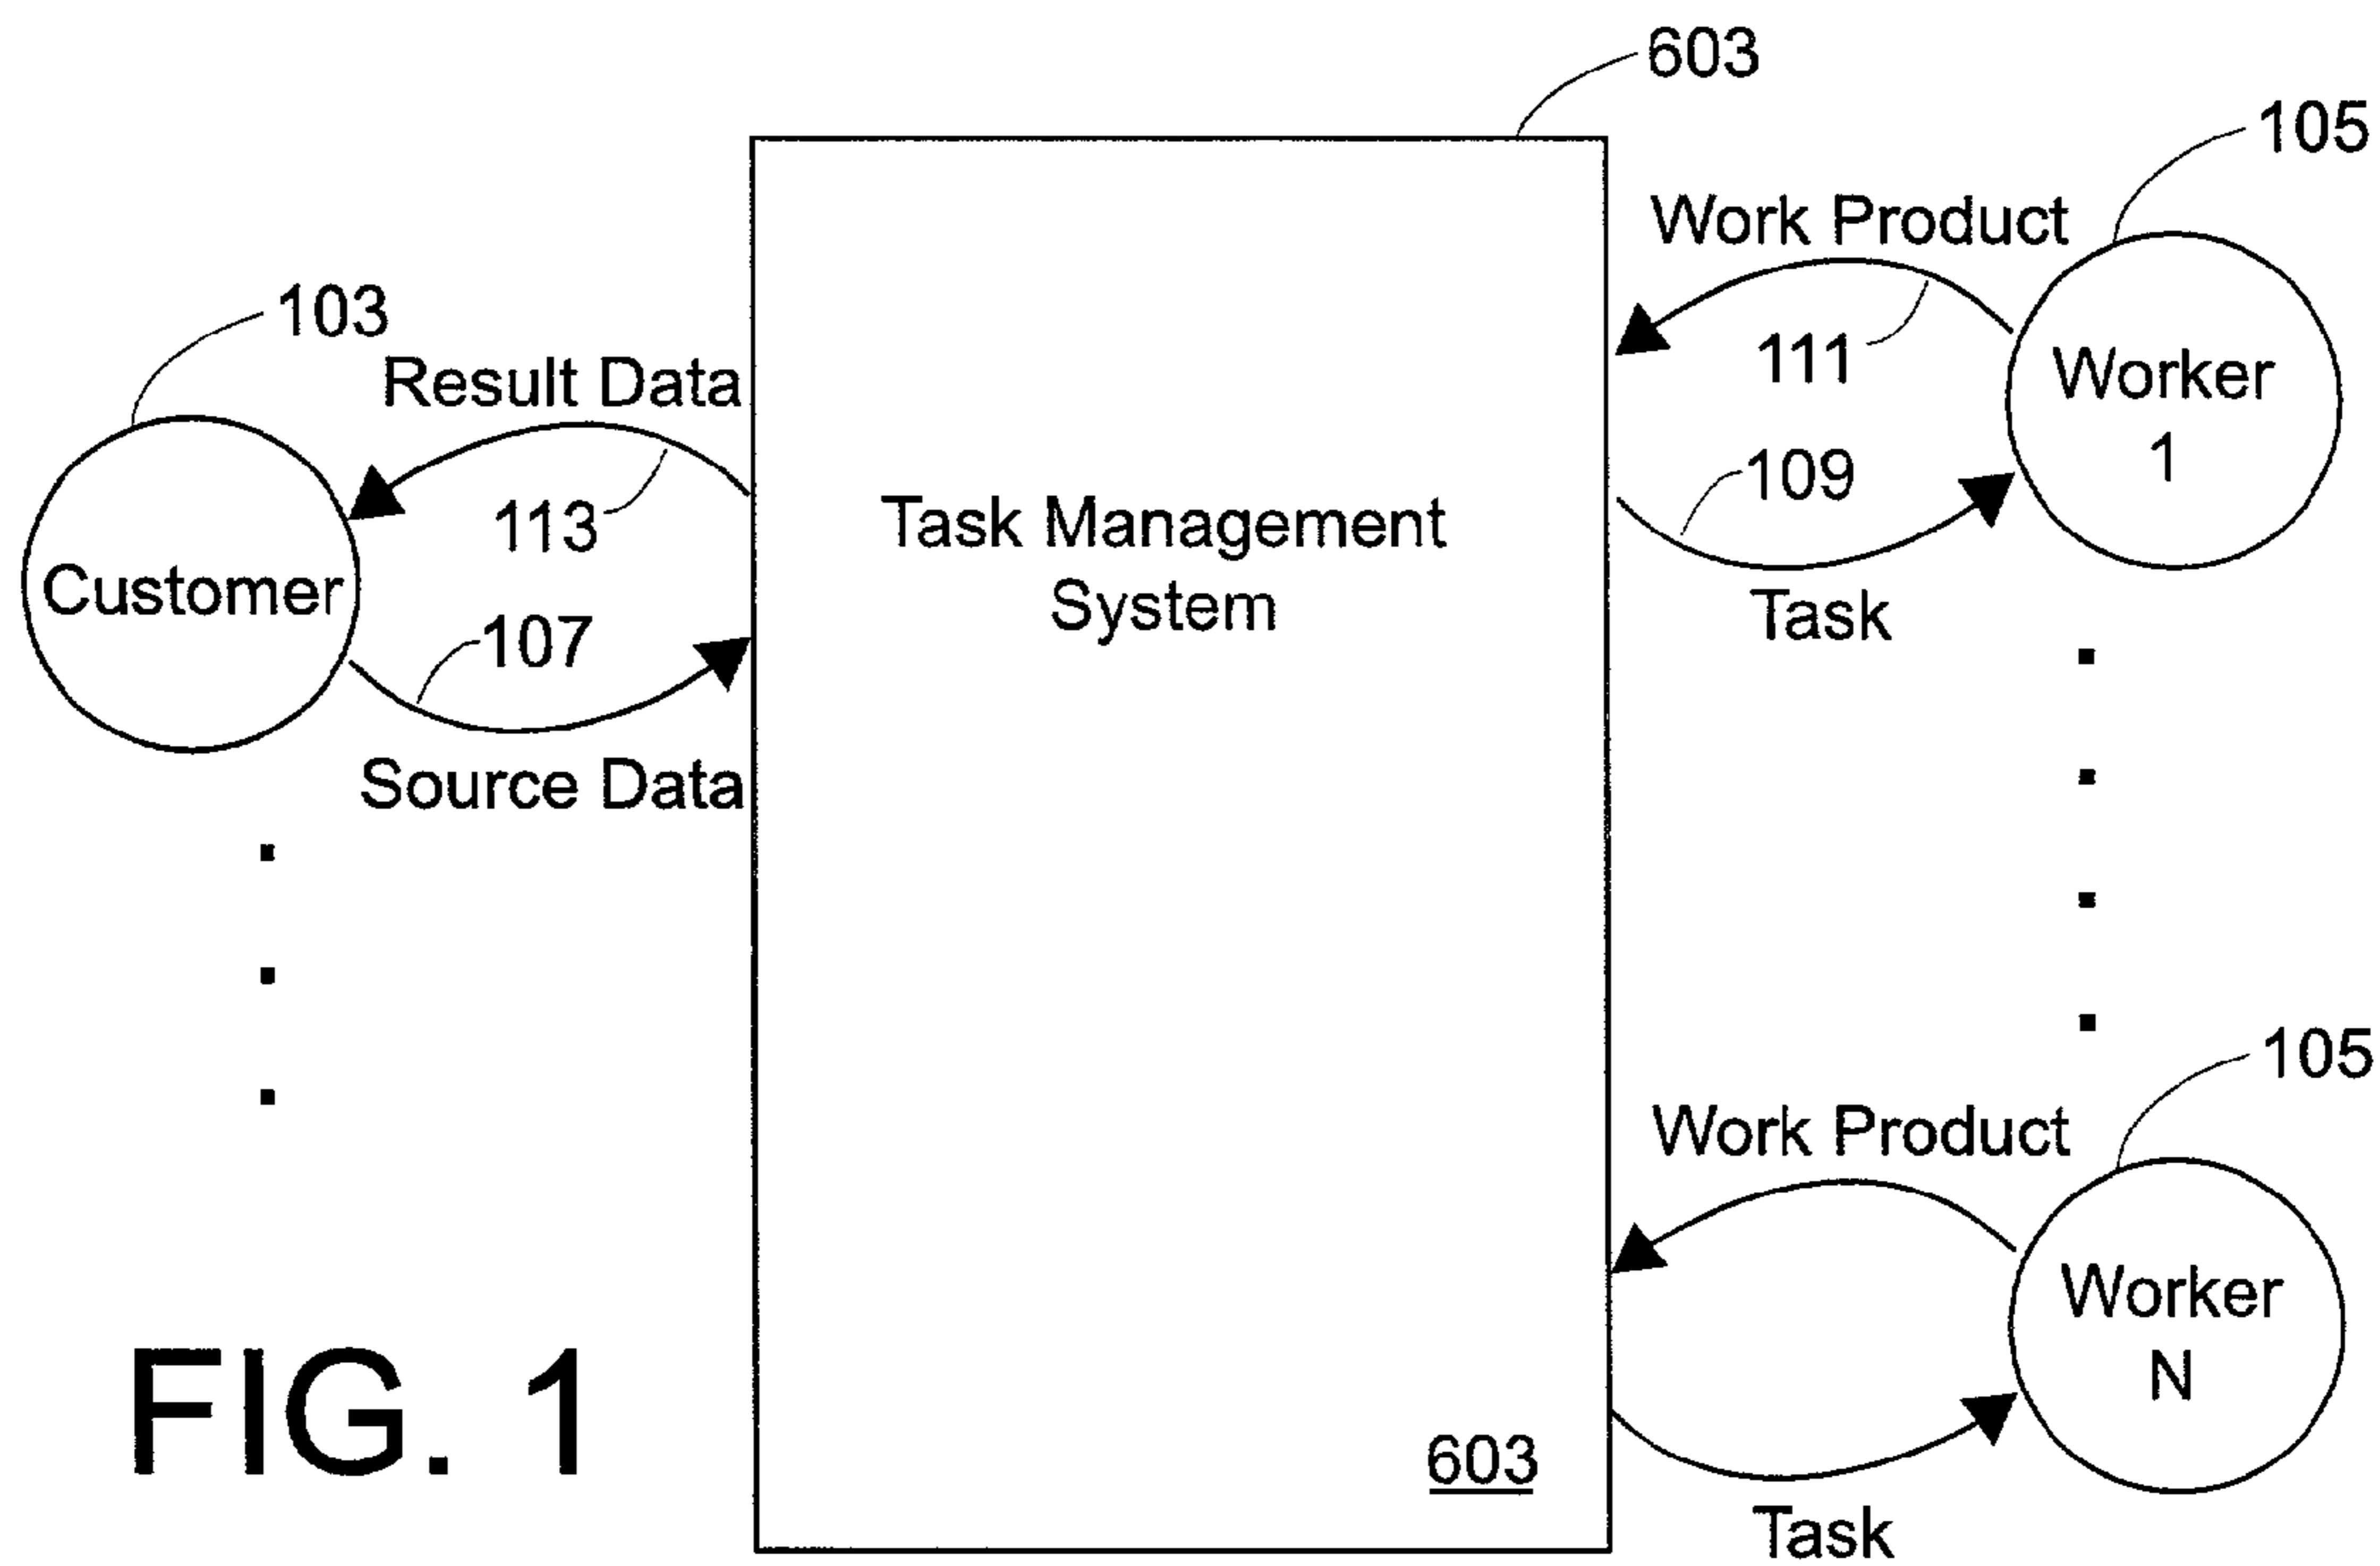 603
105
Work Product
103
111
Result Data
Worker
1
109
113
Task Management
System
Customer
107
Task
Source Data
105
Work Product
Worker
N
FIG. 1
603
Task